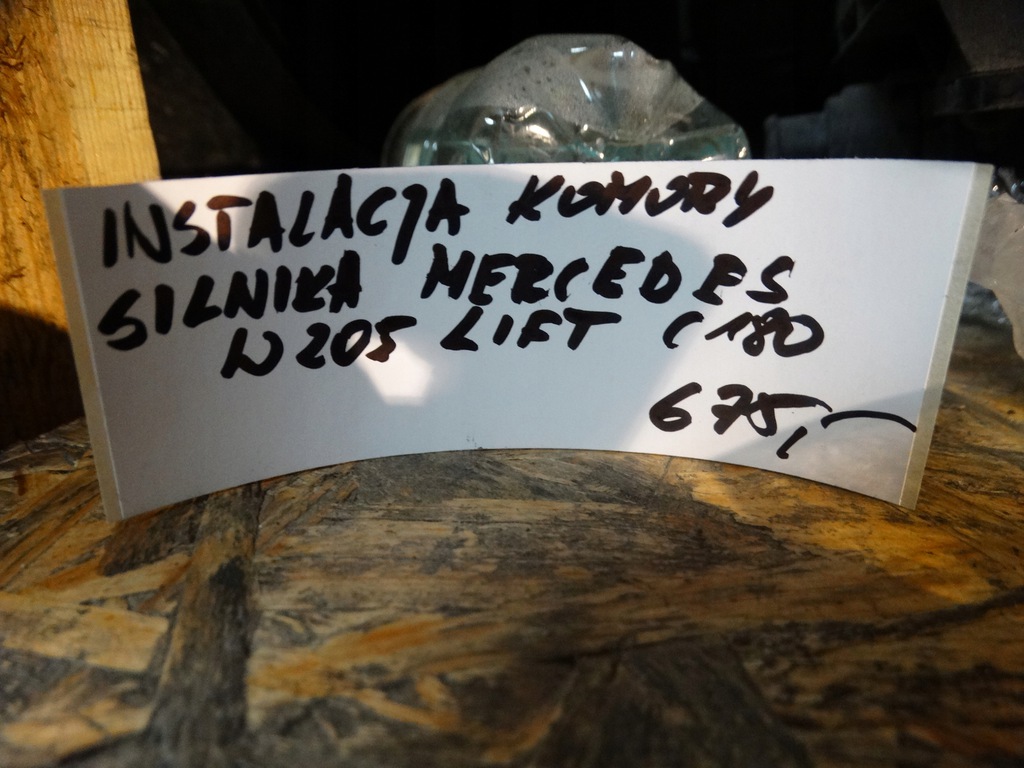 INSTALACJA KOMORY
SILNIKA MERCEDES
W205 LIFT C180
675,-